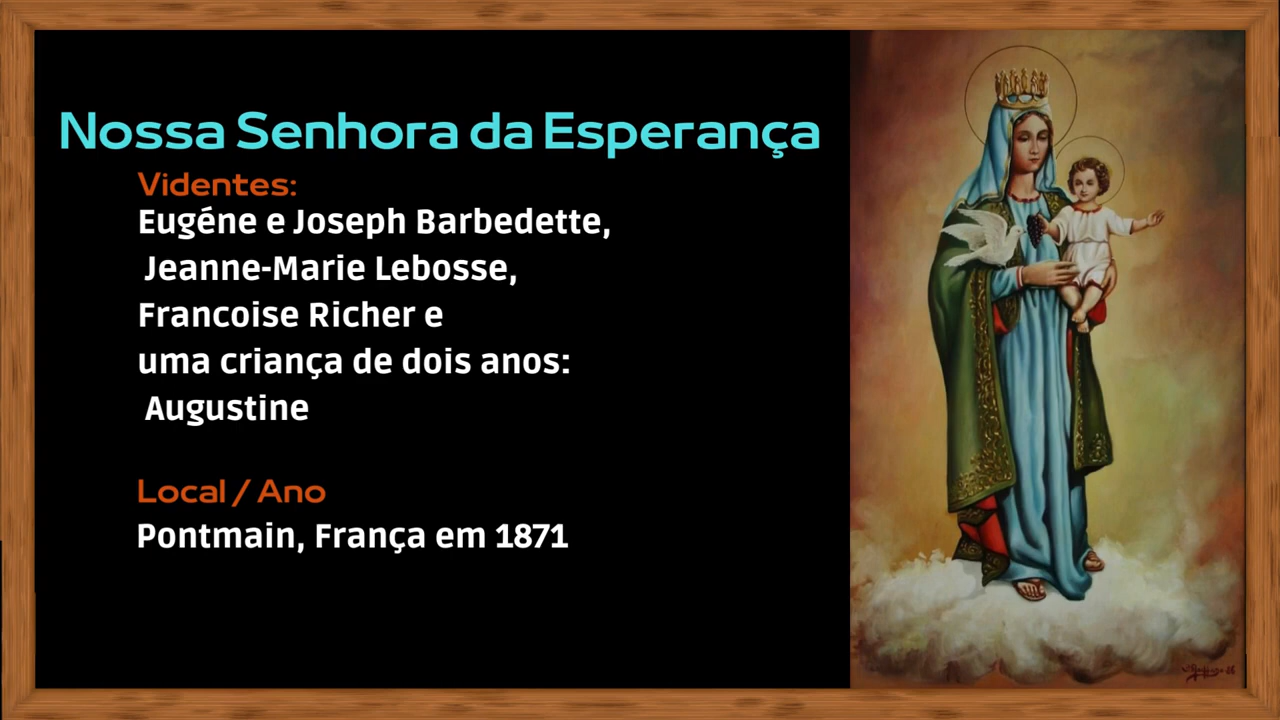 Nossa Senhora da Esperança
Videntes:
Eugéne e Joseph Barbedette,
Jeanne-Marie Lebosse,
Francoise Richer e
uma criança de dois anos:
Augustine
Local / Ano
Pontmain, França em 1871